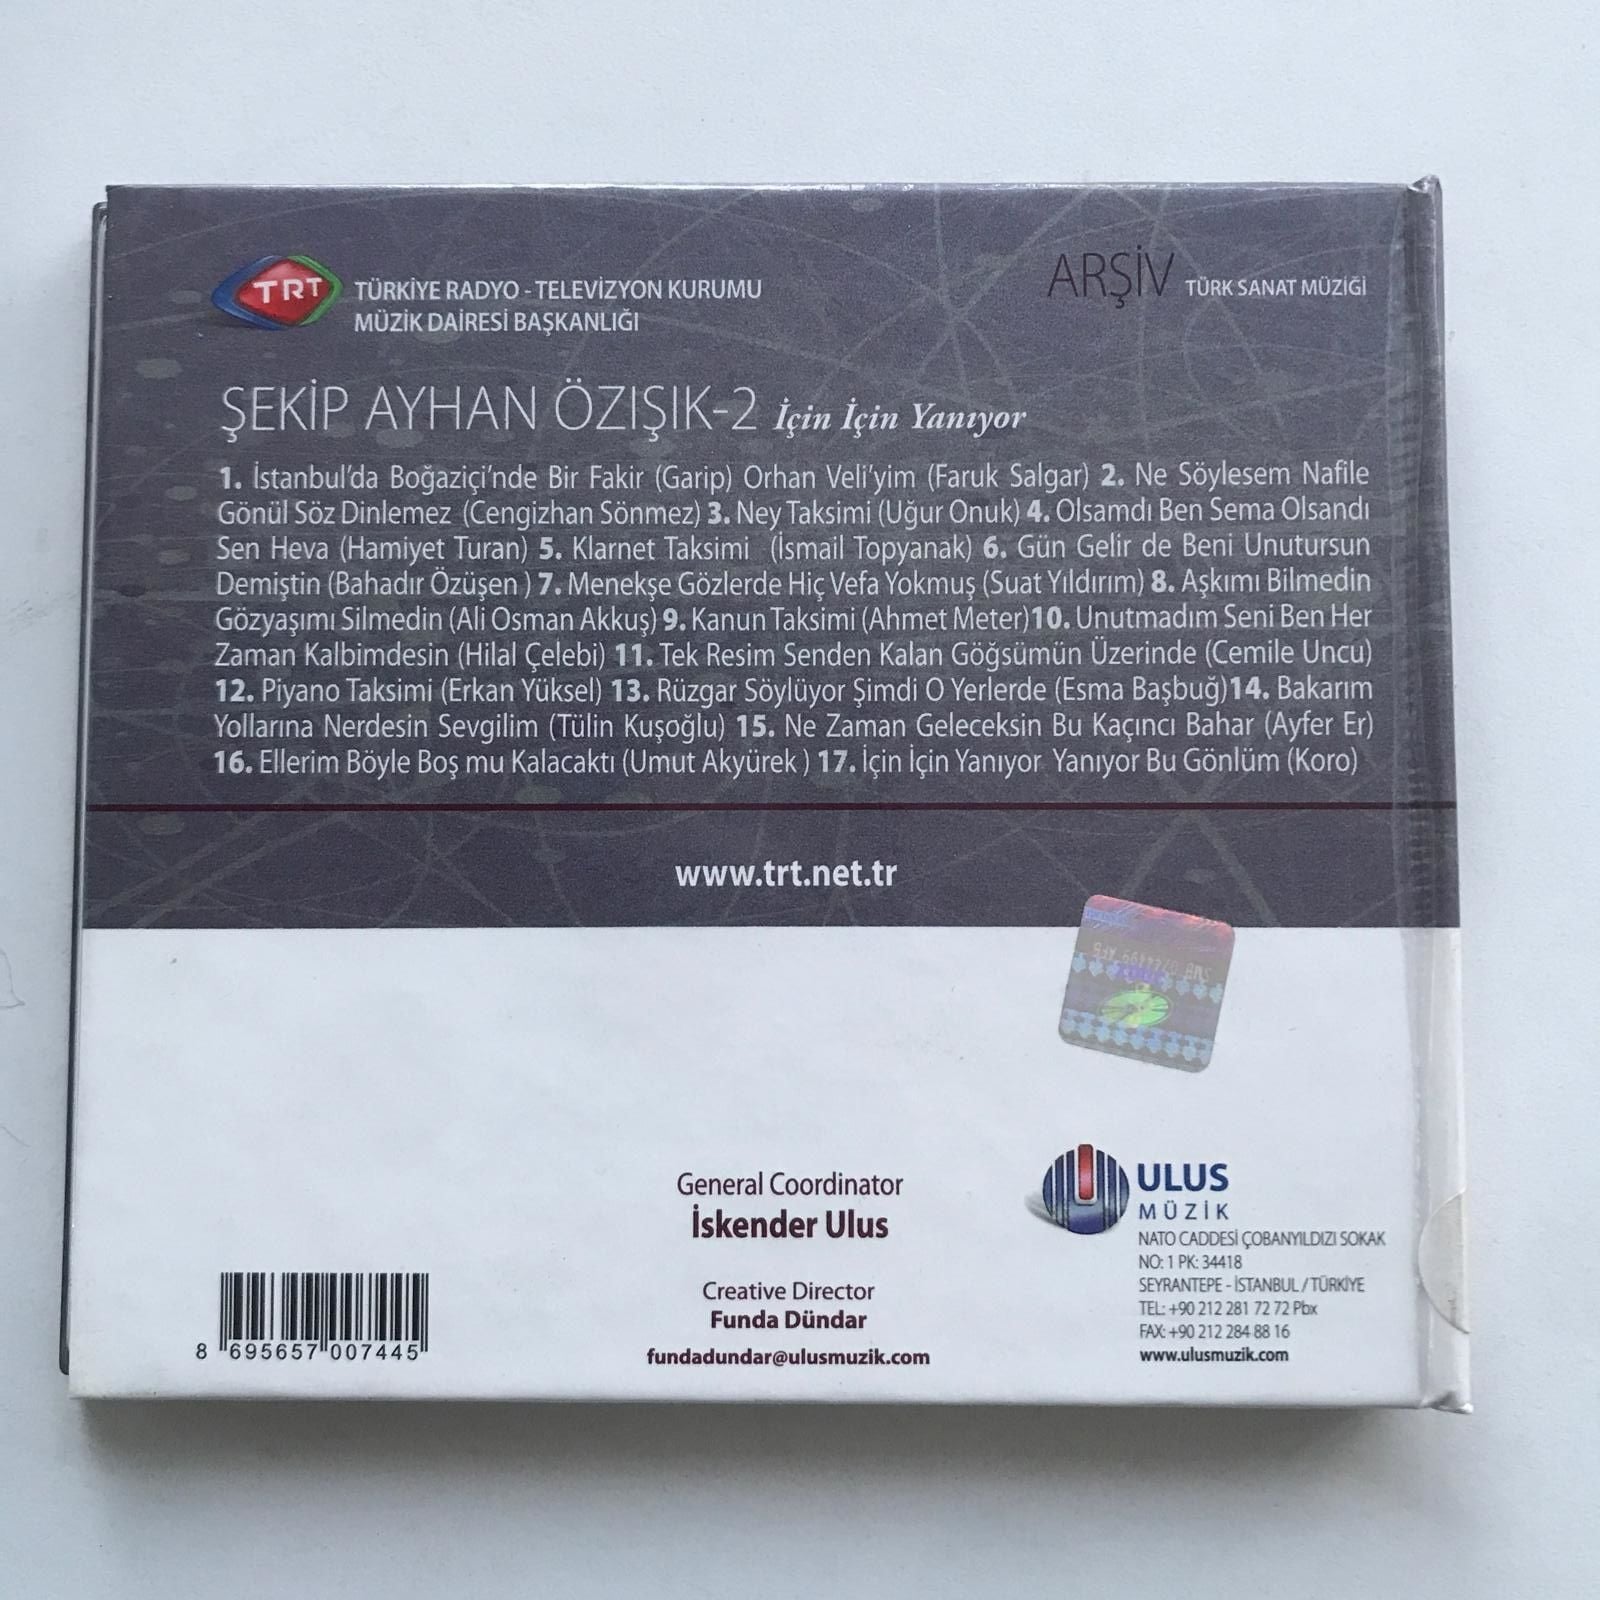 TRT
TÜRKİYE RADYO - TELEVİZYON KURUMU
MÜZİK DAİRESİ BAŞKANLIĞI
ARŞİV TÜRK SANAT MÜZİĞİ
ŞEKİP AYHAN ÖZIŞIK-2 İçin İçin Yanıyor
1. İstanbul'da Boğaziçi'nde Bir Fakir (Garip) Orhan Veli'yim (Faruk Salgar) 2. Ne Söylesem Nafile
Gönül Söz Dinlemez (Cengizhan Sönmez) 3. Ney Taksimi (Uğur Onuk) 4. Olsamdı Ben Sema Olsandı
Sen Heva (Hamiyet Turan) 5. Klarnet Taksimi (İsmail Topyanak) 6. Gün Gelir de Beni Unutursun
Demiştin (Bahadır Özüşen ) 7. Menekşe Gözlerde Hiç Vefa Yokmuş (Suat Yıldırım) 8. Aşkımı Bilmedin
Gözyaşımı Silmedin (Ali Osman Akkuş) 9. Kanun Taksimi (Ahmet Meter)10. Unutmadım Seni Ben Her
Zaman Kalbimdesin (Hilal Çelebi) 11. Tek Resim Senden Kalan Göğsümün Üzerinde (Cemile Uncu)
12. Piyano Taksimi (Erkan Yüksel) 13. Rüzgar Söylüyor Şimdi O Yerlerde (Esma Başbuğ)14. Bakarım
Yollarına Nerdesin Sevgilim (Tülin Kuşoğlu) 15. Ne Zaman Geleceksin Bu Kaçıncı Bahar (Ayfer Er)
16. Ellerim Böyle Boş mu Kalacaktı (Umut Akyürek ) 17. İçin İçin Yanıyor Yanıyor Bu Gönlüm (Koro)
www.trt.net.tr
General Coordinator
İskender Ulus
Creative Director
Funda Dündar
fundadundar@ulusmuzik.com
ULUS
MÜZİK
NATO CADDESİ ÇOBANYILDIZI SOKAK
NO: 1 PK: 34418
SEYRANTEPE - İSTANBUL / TÜRKİYE
TEL: +90 212 281 72 72 Pbx
FAX: +90 212 284 88 16
www.ulusmuzik.com
8 695657 007445